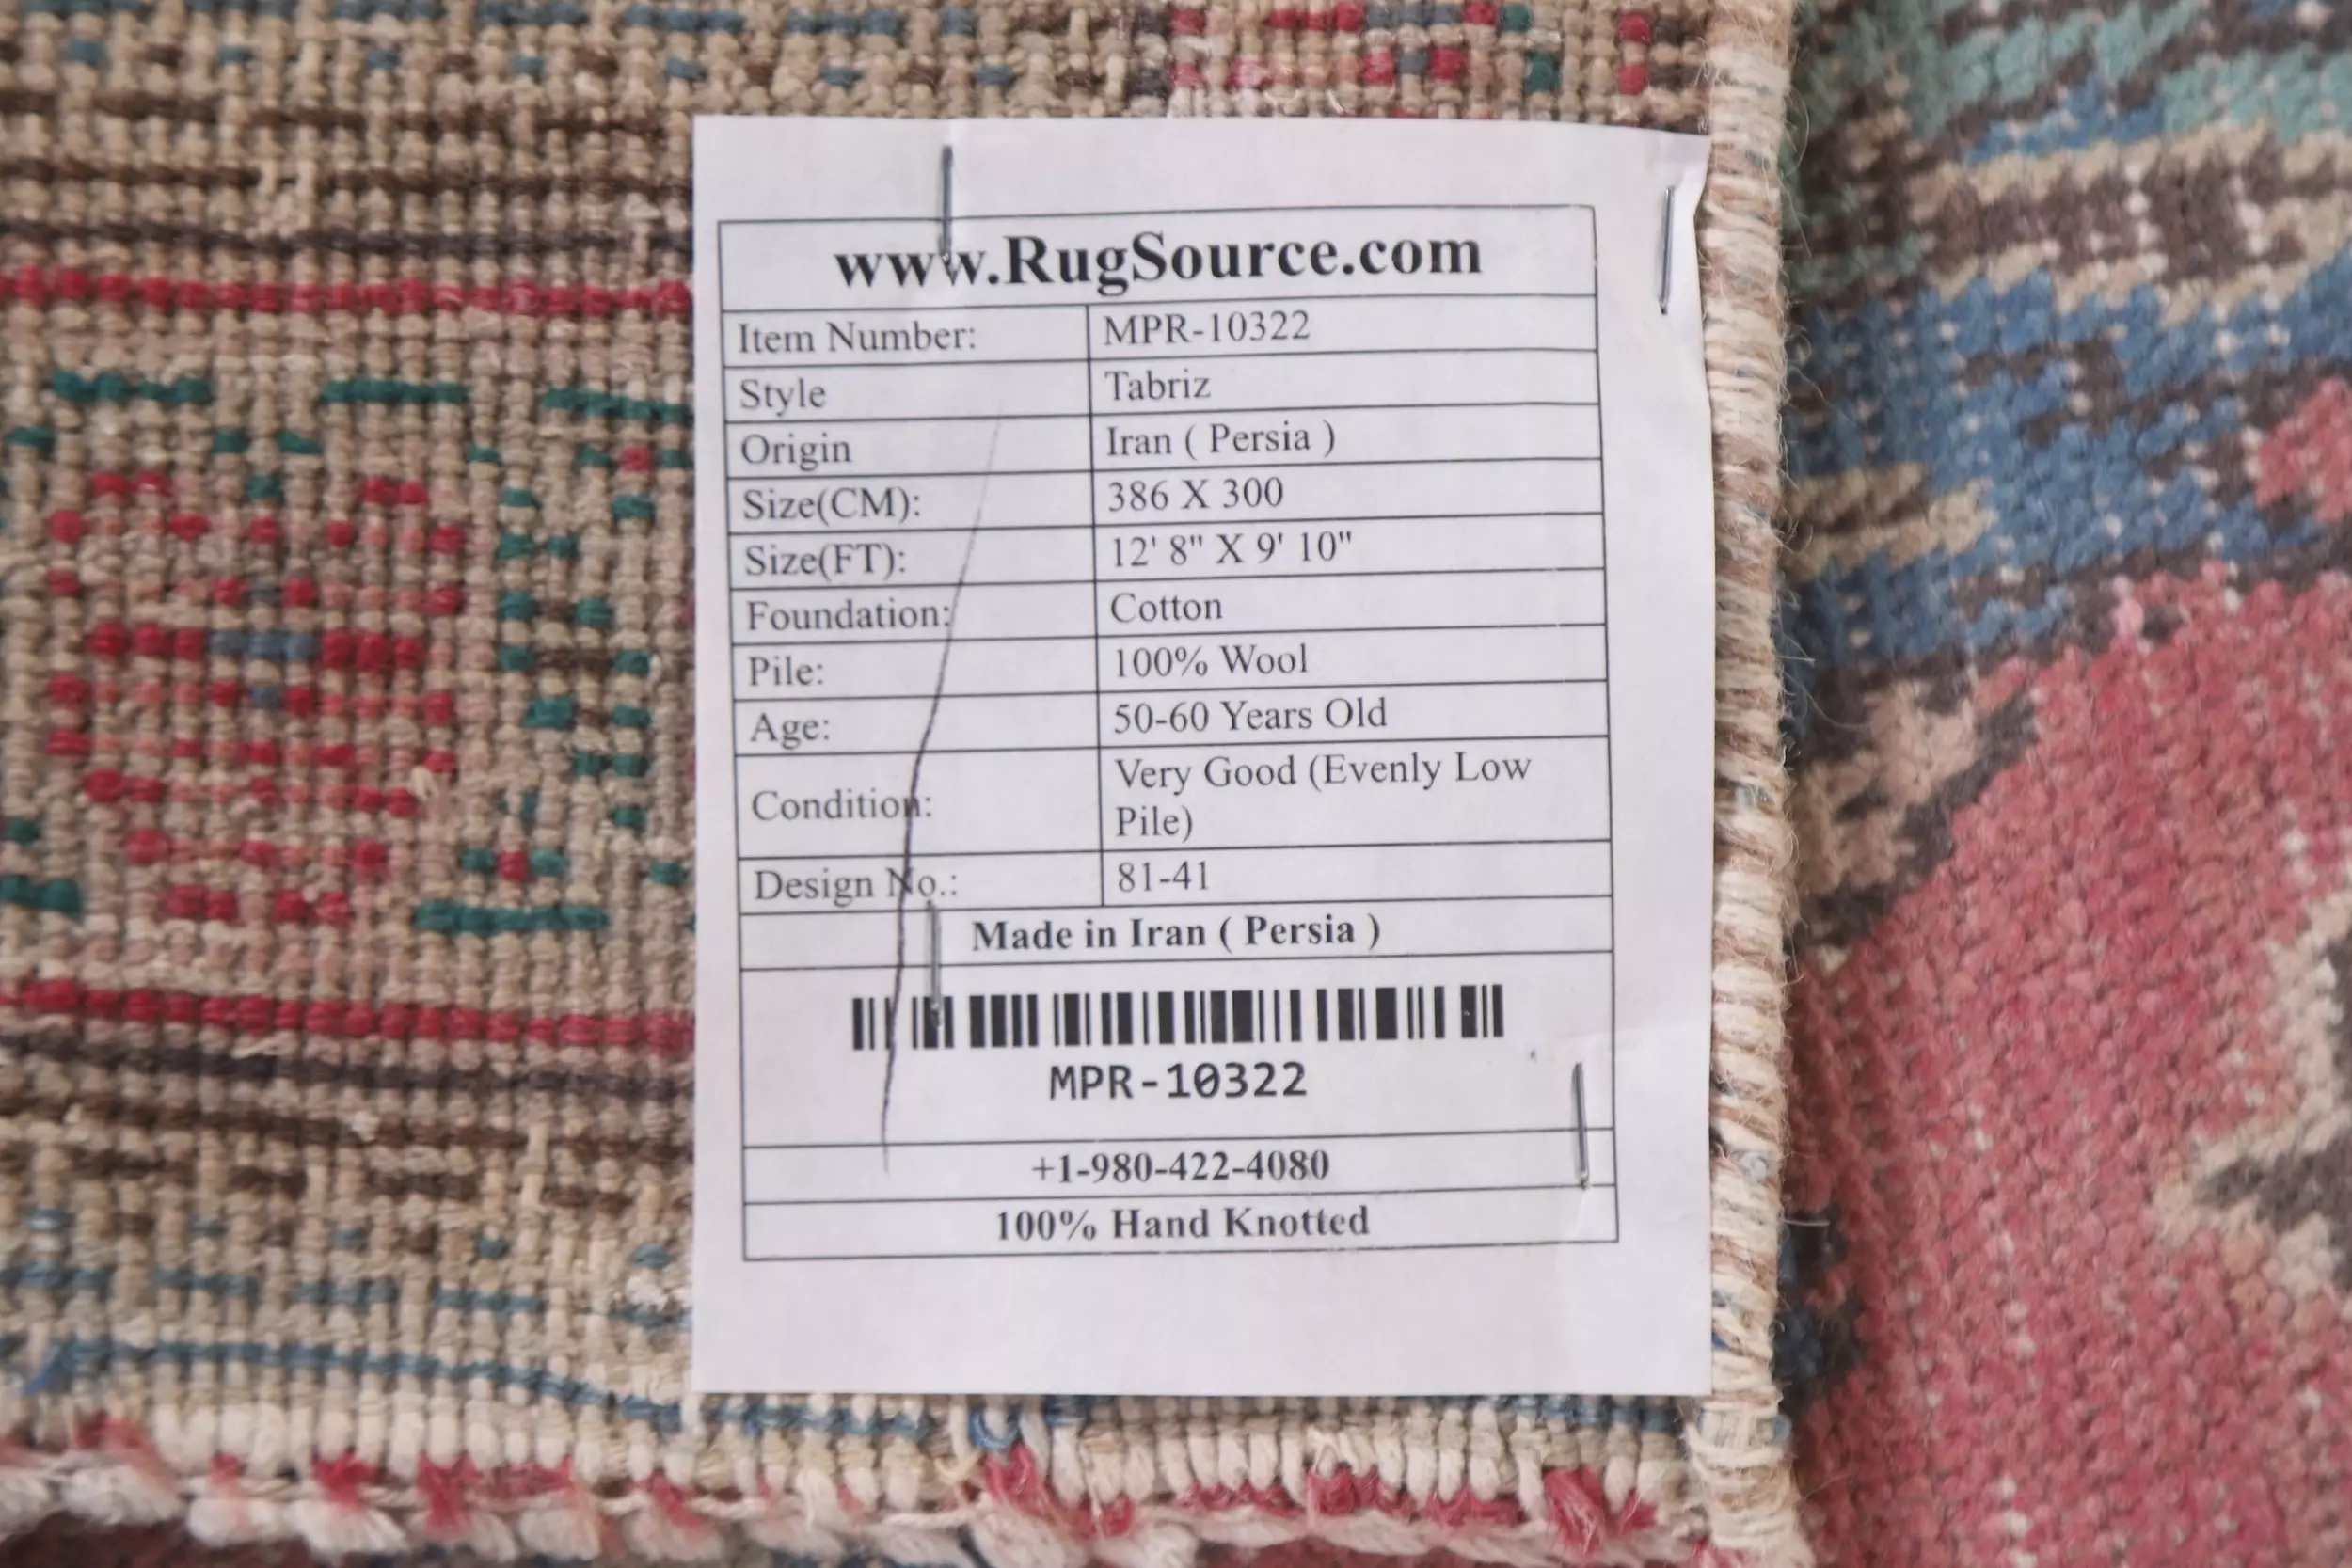 www.RugSource.com
Item Number: MPR-10322
Style Tabriz
Origin Iran ( Persia )
Size(CM): 386 X 300
Size(FT): 12' 8" X 9' 10"
Foundation: Cotton
Pile: 100% Wool
Age: 50-60 Years Old
Condition: Very Good (Evenly Low
Pile)
Design No.: 81-41
Made in Iran ( Persia )
MPR-10322
+1-980-422-4080
100% Hand Knotted